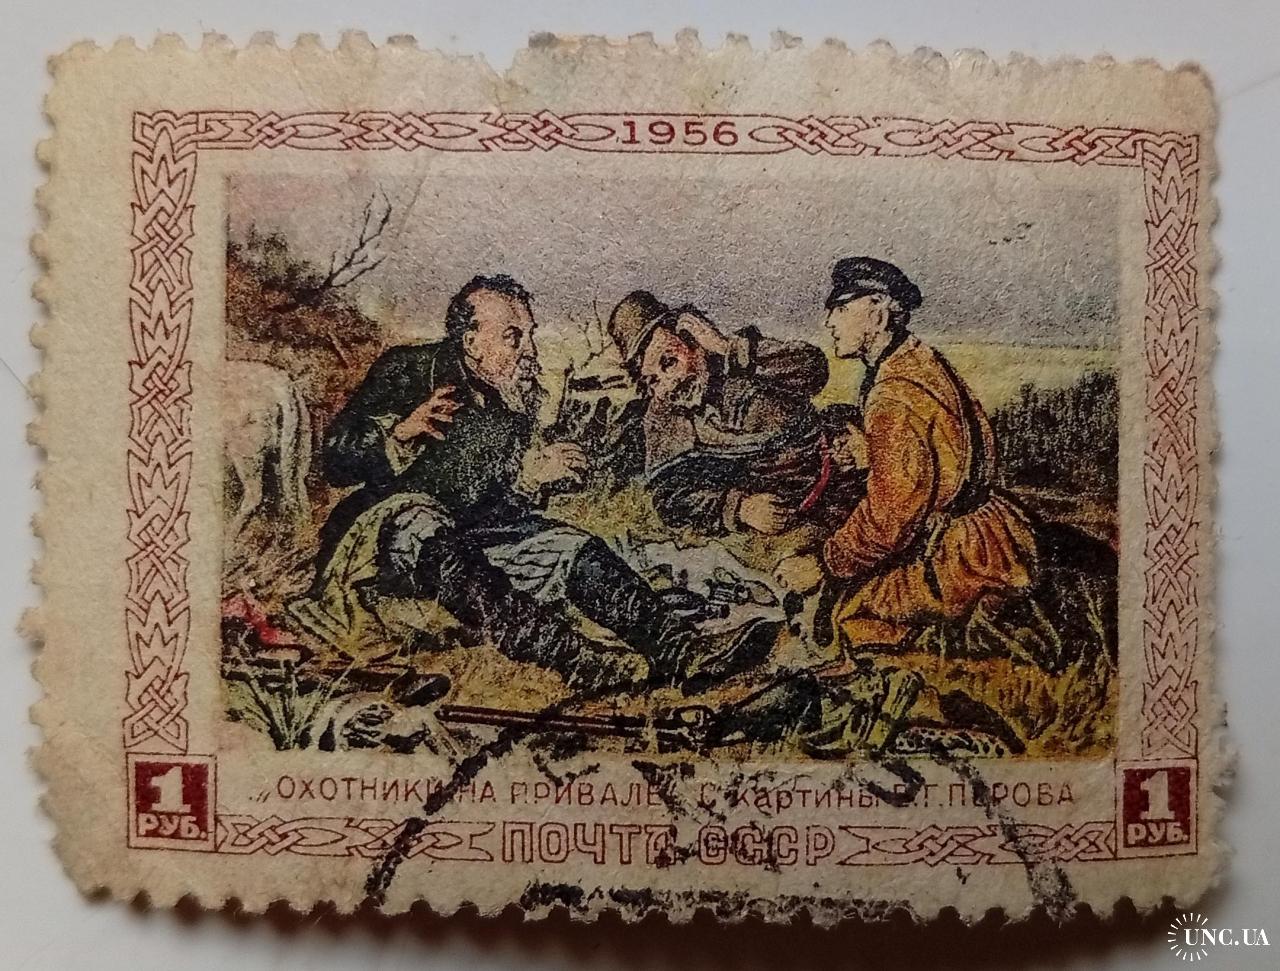 1956
„ОХОТНИКИ НА ПРИВАЛЕ“ С КАРТИНЫ В.Г.ПЕРОВА
1
РУБ.
ПОЧТА СССР
1
РУБ.
UNC.UA